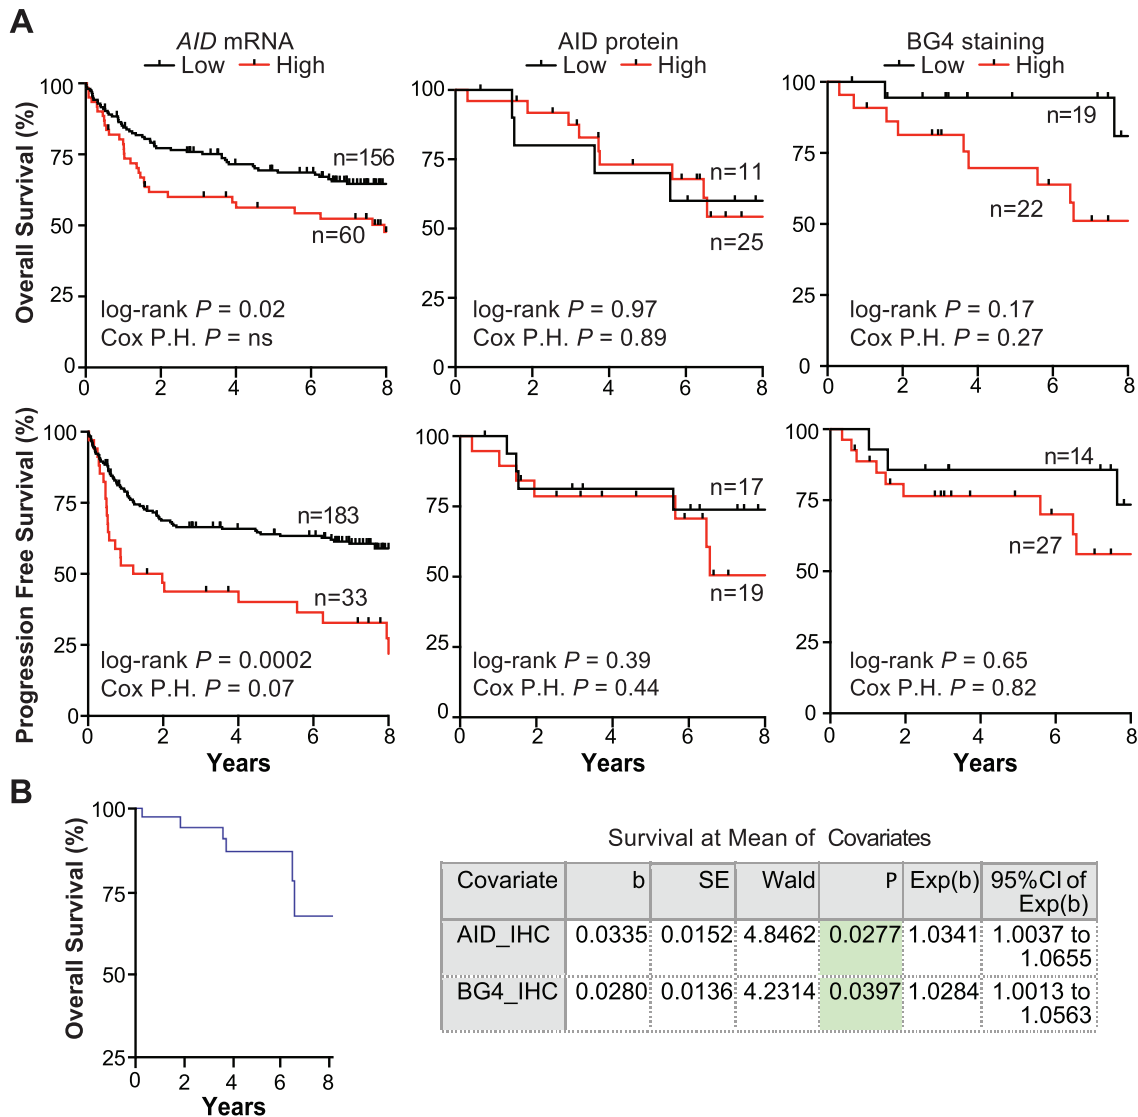 A
AID mRNA
Low High
100
75
50
25
0
Overall Survival (%)
n=156
n=60
log-rank P = 0.02
Cox P.H. P = ns
0 2 4 6 8
AID protein
Low High
100
75
50
25
0
n=11
n=25
log-rank P = 0.97
Cox P.H. P = 0.89
0 2 4 6 8
BG4 staining
Low High
100
75
50
25
0
n=19
n=22
log-rank P = 0.17
Cox P.H. P = 0.27
0 2 4 6 8
100
75
50
25
0
Progression Free Survival (%)
n=183
n=33
log-rank P = 0.0002
Cox P.H. P = 0.07
0 2 4 6 8
Years
100
75
50
25
0
n=17
n=19
log-rank P = 0.39
Cox P.H. P = 0.44
0 2 4 6 8
Years
100
75
50
25
0
n=14
n=27
log-rank P = 0.65
Cox P.H. P = 0.82
0 2 4 6 8
Years
B
100
75
50
25
Overall Survival (%)
0 2 4 6 8
Years
Survival at Mean of Covariates
Covariate b SE Wald P Exp(b) 95%CI of
Exp(b)
AID_IHC 0.0335 0.0152 4.8462 0.0277 1.0341 1.0037 to
1.0655
BG4_IHC 0.0280 0.0136 4.2314 0.0397 1.0284 1.0013 to
1.0563